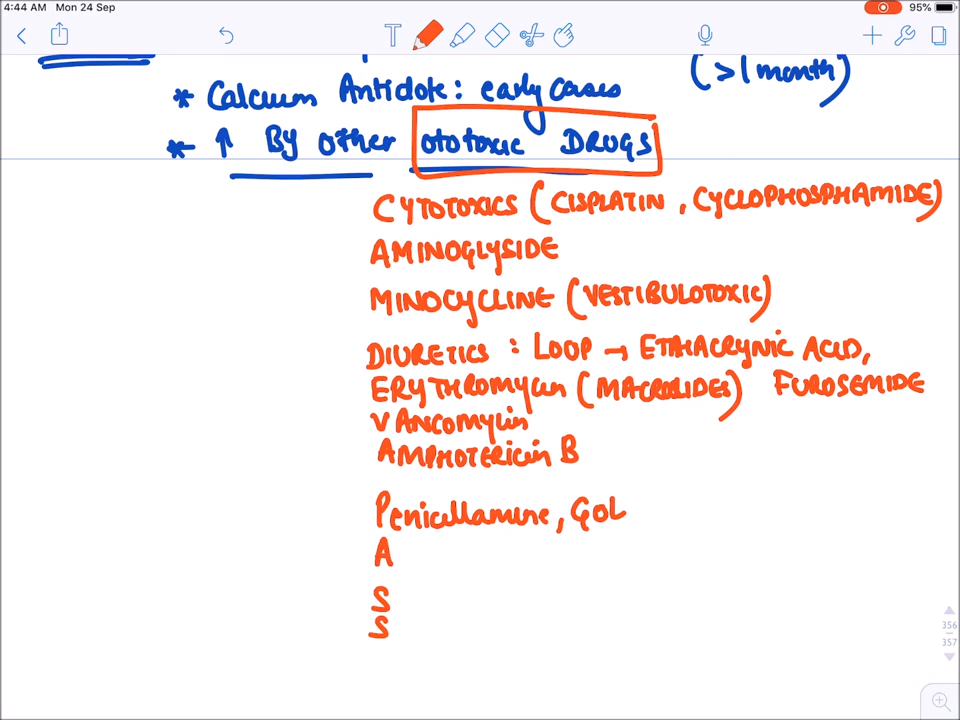 4:44 AM Mon 24 Sep 95%
T
(>1 month)
* Calcium Antidote: early cases
* ↑ By other ototoxic DRUGS
CYTOTOXICS (CISPLATIN, CYCLOPHOSPHAMIDE)
AMINOGLYSIDE
MINOCYCLINE (VESTIBULOTOXIC)
DIURETICS : LOOP → ETHACRYNIC ACID,
ERYTHROMYCIN (MACROLIDES) FUROSEMIDE
VANCOMYCIN
AMPHOTERICIN B
Penicillamine, GOL
A
S
S
356
357